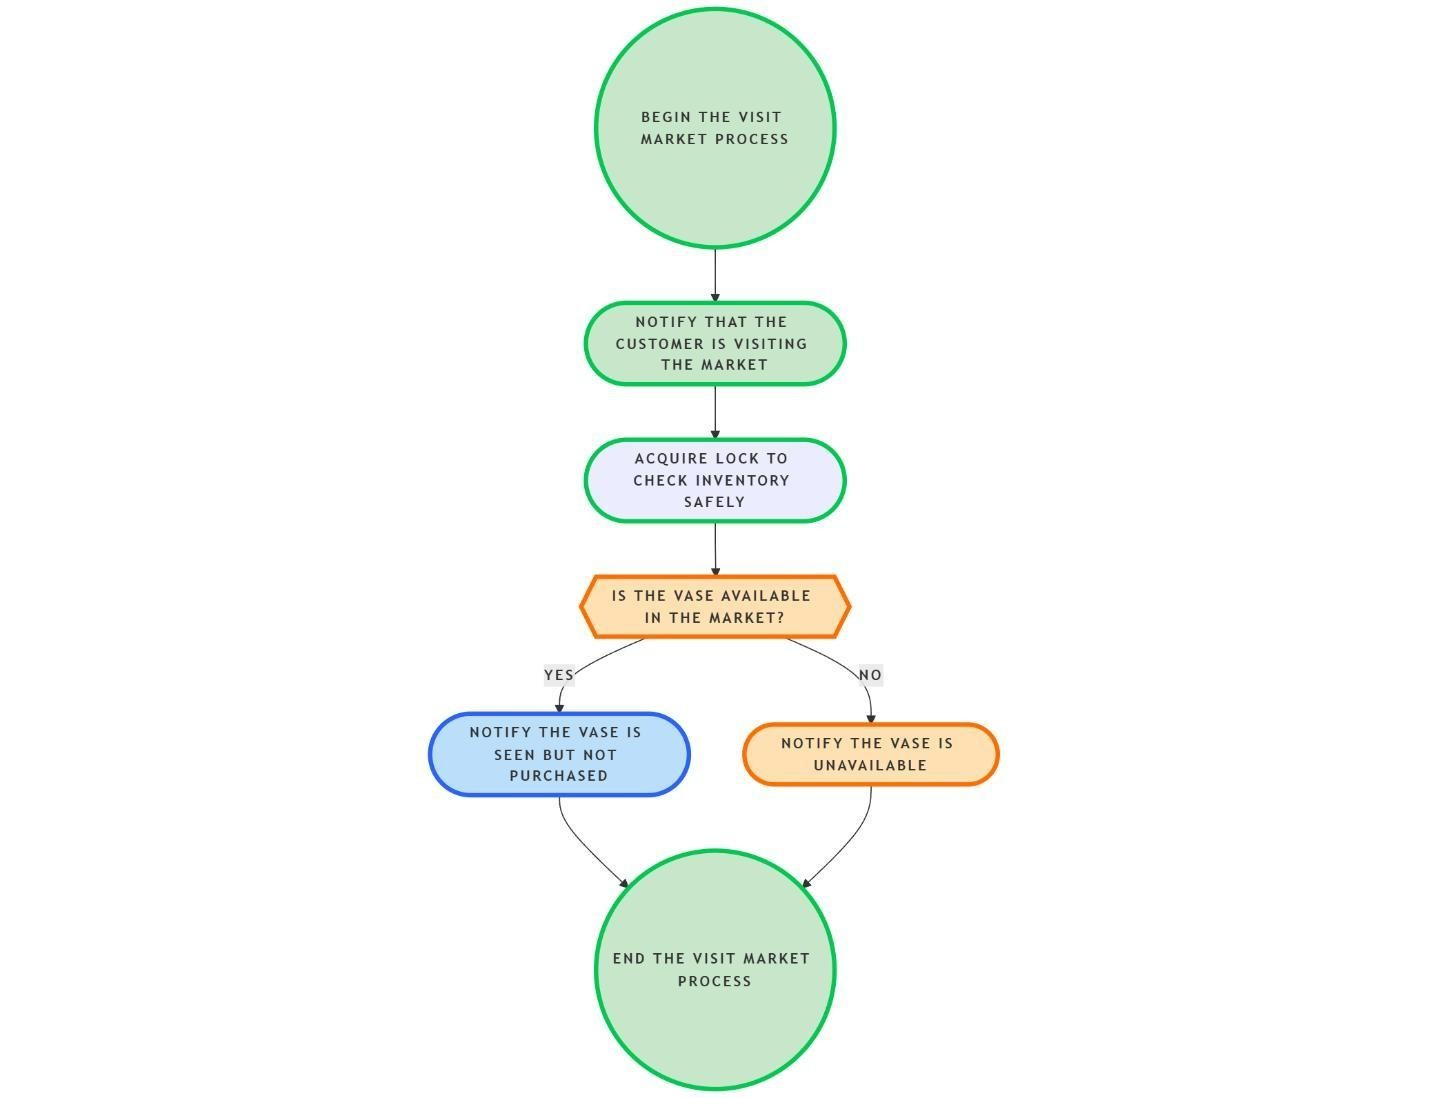 BEGIN THE VISIT
MARKET PROCESS
NOTIFY THAT THE
CUSTOMER IS VISITING
THE MARKET
ACQUIRE LOCK TO
CHECK INVENTORY
SAFELY
IS THE VASE AVAILABLE
IN THE MARKET?
YES
NO
NOTIFY THE VASE IS
SEEN BUT NOT
PURCHASED
NOTIFY THE VASE IS
UNAVAILABLE
END THE VISIT MARKET
PROCESS